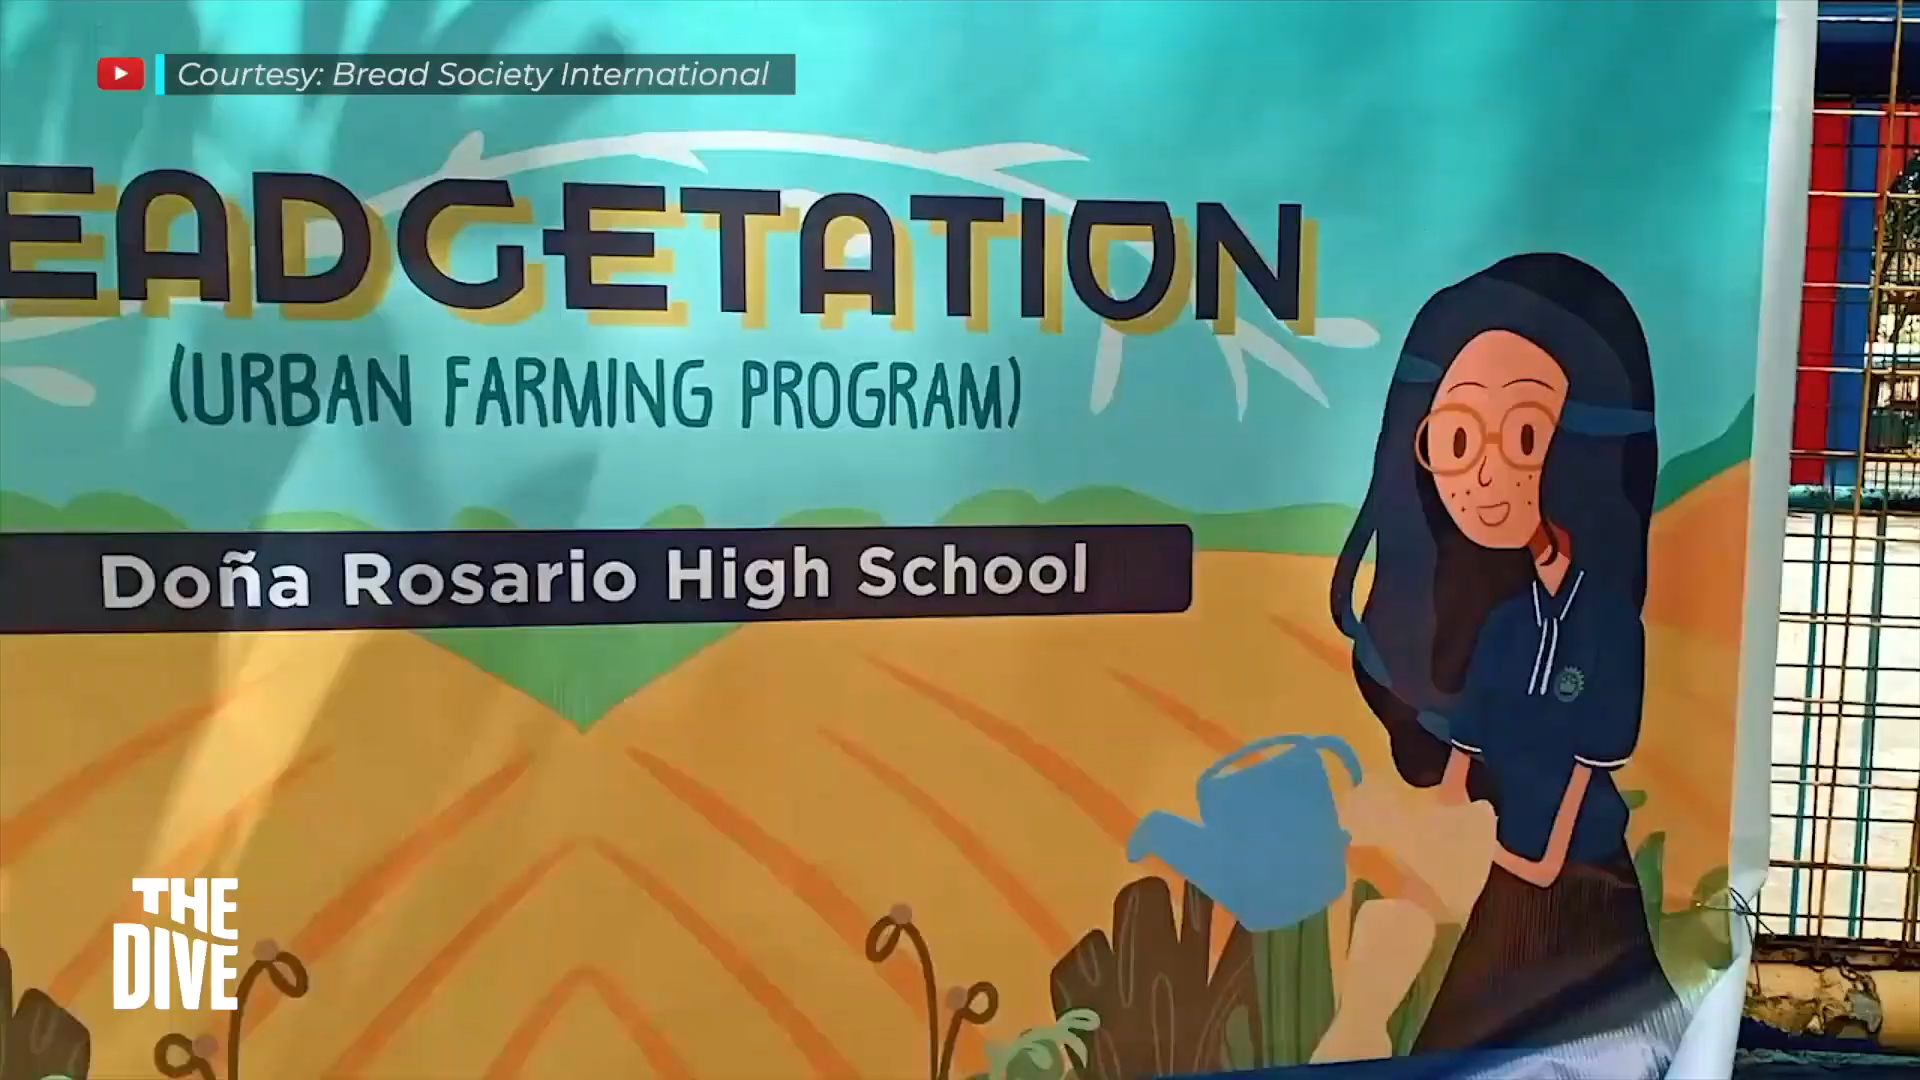 Courtesy: Bread Society International
EADGETATION
(URBAN FARMING PROGRAM)
Doña Rosario High School
THE
DIVE